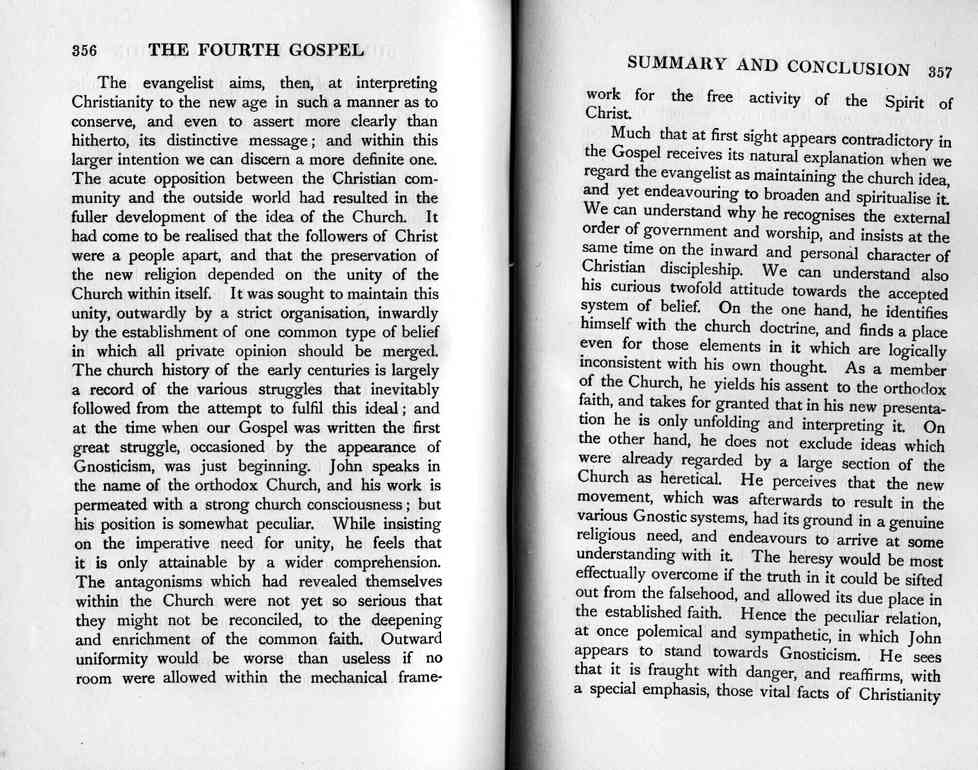 356 THE FOURTH GOSPEL
The evangelist aims, then, at interpreting
Christianity to the new age in such a manner as to
conserve, and even to assert more clearly than
hitherto, its distinctive message; and within this
larger intention we can discern a more definite one.
The acute opposition between the Christian com-
munity and the outside world had resulted in the
fuller development of the idea of the Church. It
had come to be realised that the followers of Christ
were a people apart, and that the preservation of
the new religion depended on the unity of the
Church within itself. It was sought to maintain this
unity, outwardly by a strict organisation, inwardly
by the establishment of one common type of belief
in which all private opinion should be merged.
The church history of the early centuries is largely
a record of the various struggles that inevitably
followed from the attempt to fulfil this ideal; and
at the time when our Gospel was written the first
great struggle, occasioned by the appearance of
Gnosticism, was just beginning. John speaks in
the name of the orthodox Church, and his work is
permeated with a strong church consciousness; but
his position is somewhat peculiar. While insisting
on the imperative need for unity, he feels that
it is only attainable by a wider comprehension.
The antagonisms which had revealed themselves
within the Church were not yet so serious that
they might not be reconciled, to the deepening
and enrichment of the common faith. Outward
uniformity would be worse than useless if no
room were allowed within the mechanical frame-
SUMMARY AND CONCLUSION 357
work for the free activity of the Spirit of
Christ.
Much that at first sight appears contradictory in
the Gospel receives its natural explanation when we
regard the evangelist as maintaining the church idea,
and yet endeavouring to broaden and spiritualise it.
We can understand why he recognises the external
order of government and worship, and insists at the
same time on the inward and personal character of
Christian discipleship. We can understand also
his curious twofold attitude towards the accepted
system of belief. On the one hand, he identifies
himself with the church doctrine, and finds a place
even for those elements in it which are logically
inconsistent with his own thought. As a member
of the Church, he yields his assent to the orthodox
faith, and takes for granted that in his new presenta-
tion he is only unfolding and interpreting it. On
the other hand, he does not exclude ideas which
were already regarded by a large section of the
Church as heretical. He perceives that the new
movement, which was afterwards to result in the
various Gnostic systems, had its ground in a genuine
religious need, and endeavours to arrive at some
understanding with it. The heresy would be most
effectually overcome if the truth in it could be sifted
out from the falsehood, and allowed its due place in
the established faith. Hence the peculiar relation,
at once polemical and sympathetic, in which John
appears to stand towards Gnosticism. He sees
that it is fraught with danger, and reaffirms, with
a special emphasis, those vital facts of Christianity